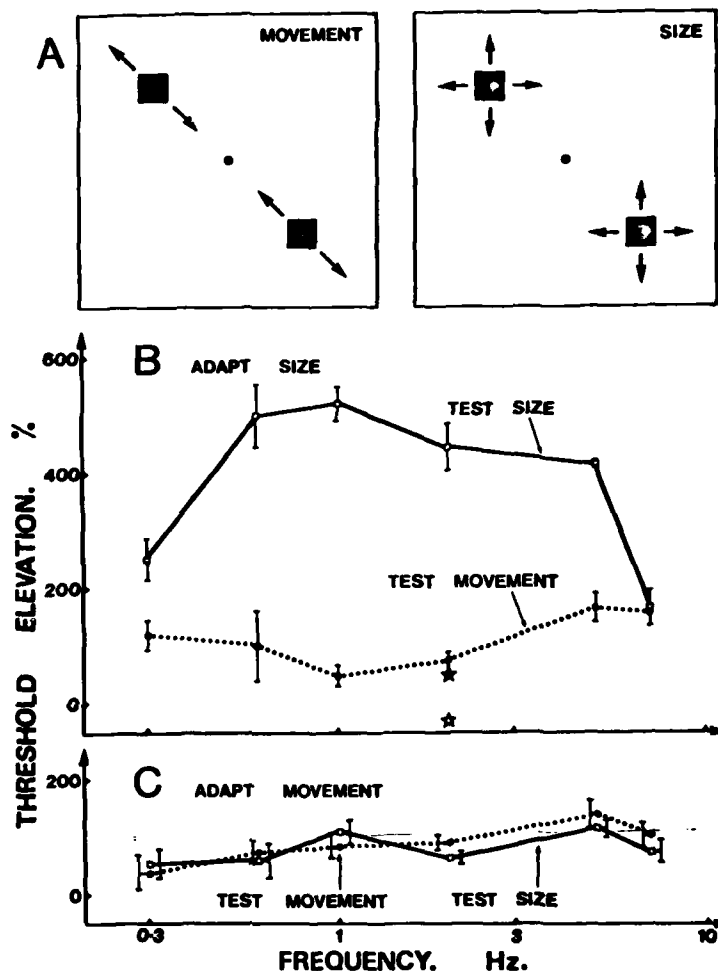 A
MOVEMENT
SIZE
B
ADAPT SIZE
TEST SIZE
TEST MOVEMENT
600
400
200
0
THRESHOLD ELEVATION. %
C
ADAPT MOVEMENT
TEST MOVEMENT
TEST SIZE
200
0
0·3
1
3
10
FREQUENCY. Hz.